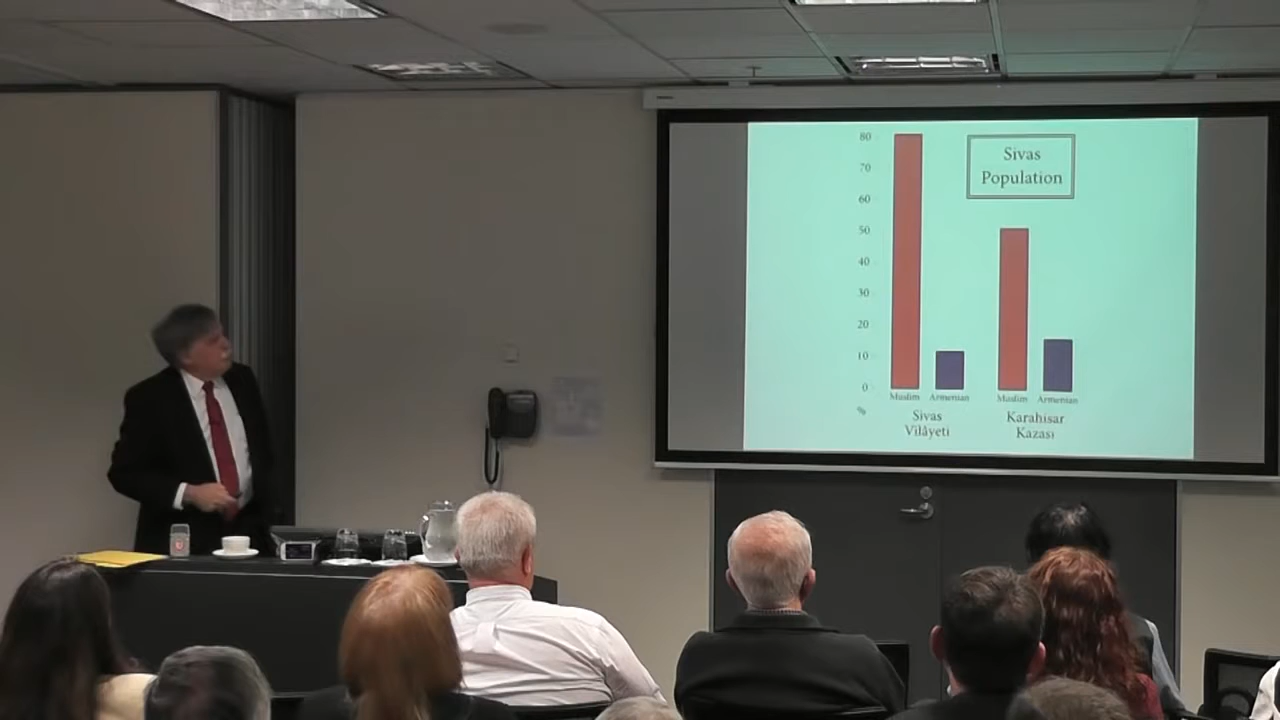 Sivas
Population
80
70
60
50
40
30
20
10
0
%
Muslim Armenian Muslim Armenian
Sivas Karahisar
Vilâyeti Kazası